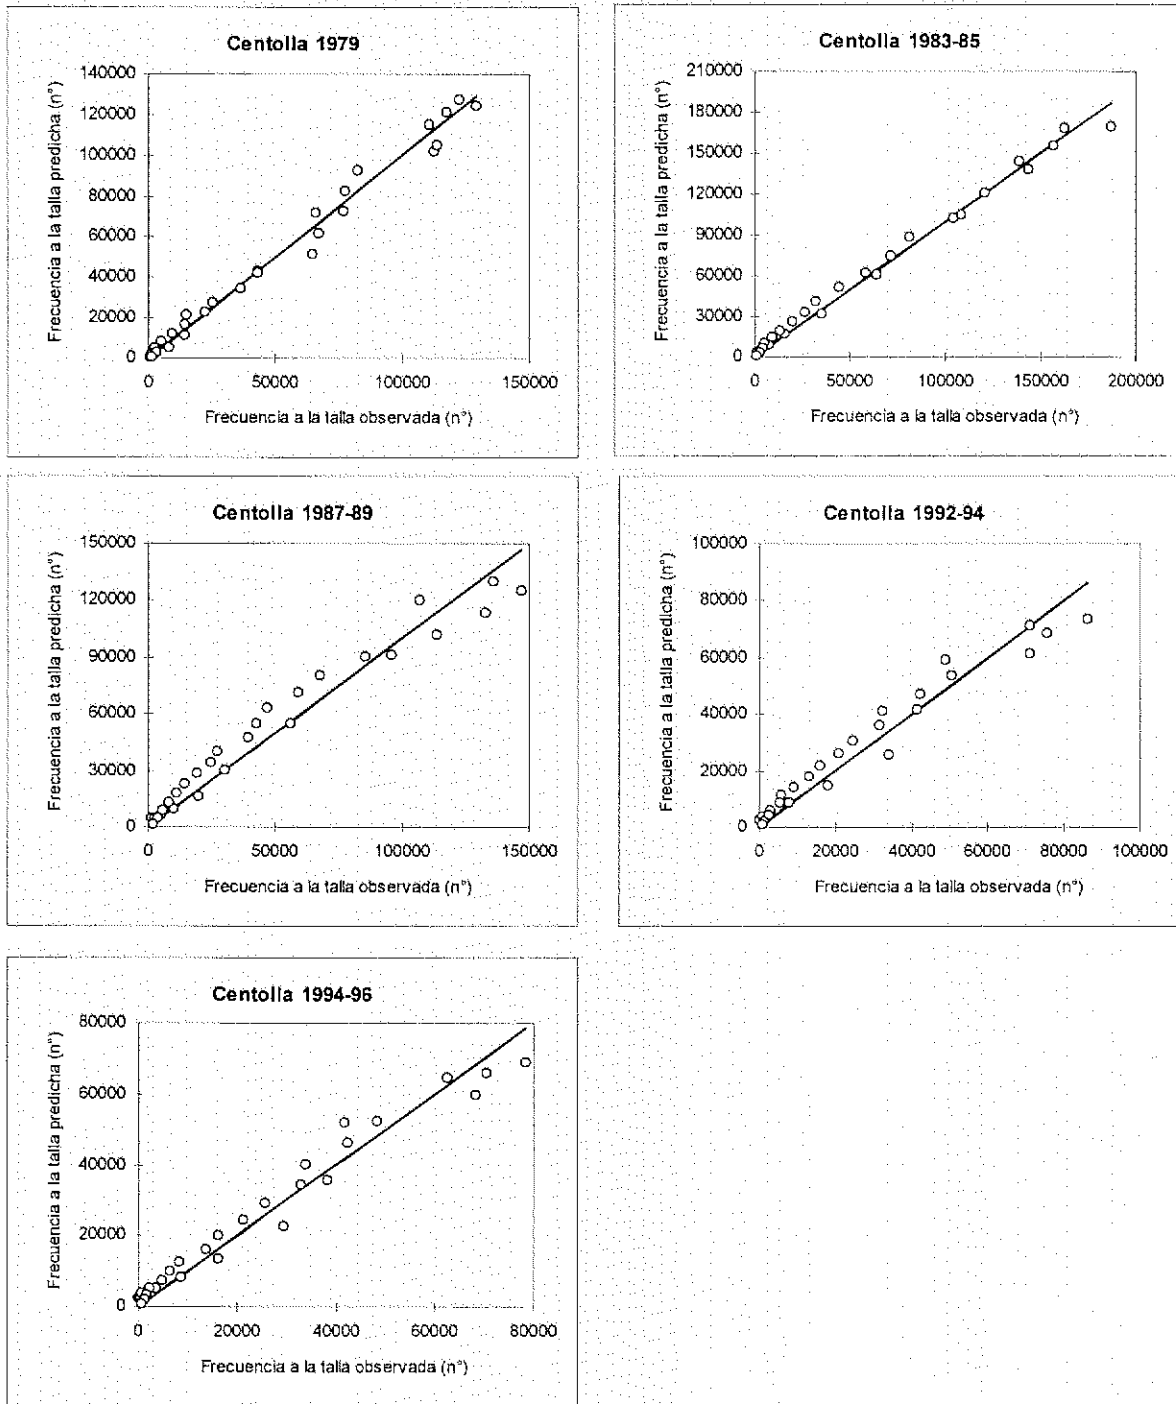 Centolla 1979
Frecuencia a la talla predicha (n°)
140000
120000
100000
80000
60000
40000
20000
0
0 50000 100000 150000
Frecuencia a la talla observada (n°)
Centolla 1983-85
Frecuencia a la talla predicha (n°)
210000
180000
150000
120000
90000
60000
30000
0
0 50000 100000 150000 200000
Frecuencia a la talla observada (n°)
Centolla 1987-89
Frecuencia a la talla predicha (n°)
150000
120000
90000
60000
30000
0
0 50000 100000 150000
Frecuencia a la talla observada (n°)
Centolla 1992-94
Frecuencia a la talla predicha (n°)
100000
80000
60000
40000
20000
0
0 20000 40000 60000 80000 100000
Frecuencia a la talla observada (n°)
Centolla 1994-96
Frecuencia a la talla predicha (n°)
80000
60000
40000
20000
0
0 20000 40000 60000 80000
Frecuencia a la talla observada (n°)